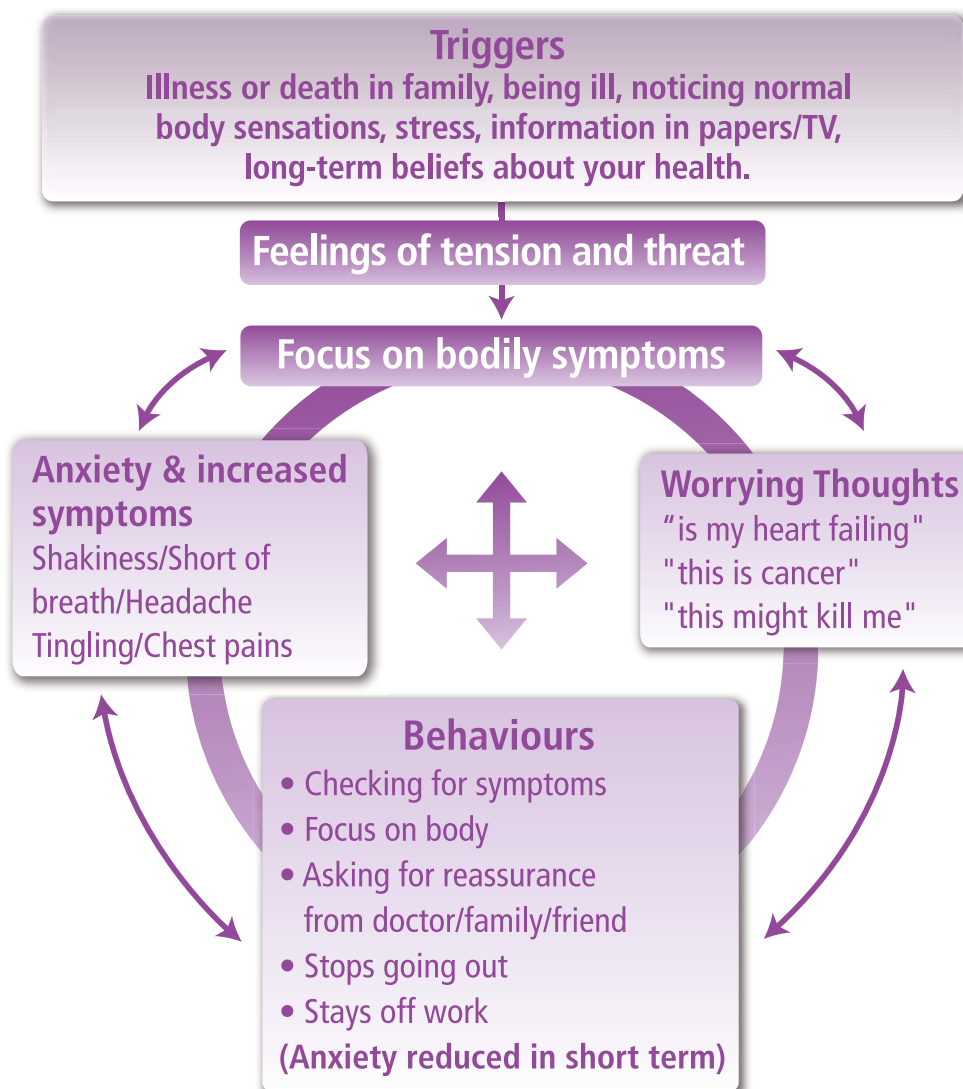 Triggers
Illness or death in family, being ill, noticing normal
body sensations, stress, information in papers/TV,
long-term beliefs about your health.
Feelings of tension and threat
Focus on bodily symptoms
Anxiety & increased
symptoms
Shakiness/Short of
breath/Headache
Tingling/Chest pains
Worrying Thoughts
“is my heart failing"
"this is cancer"
"this might kill me"
Behaviours
• Checking for symptoms
• Focus on body
• Asking for reassurance
from doctor/family/friend
• Stops going out
• Stays off work
(Anxiety reduced in short term)